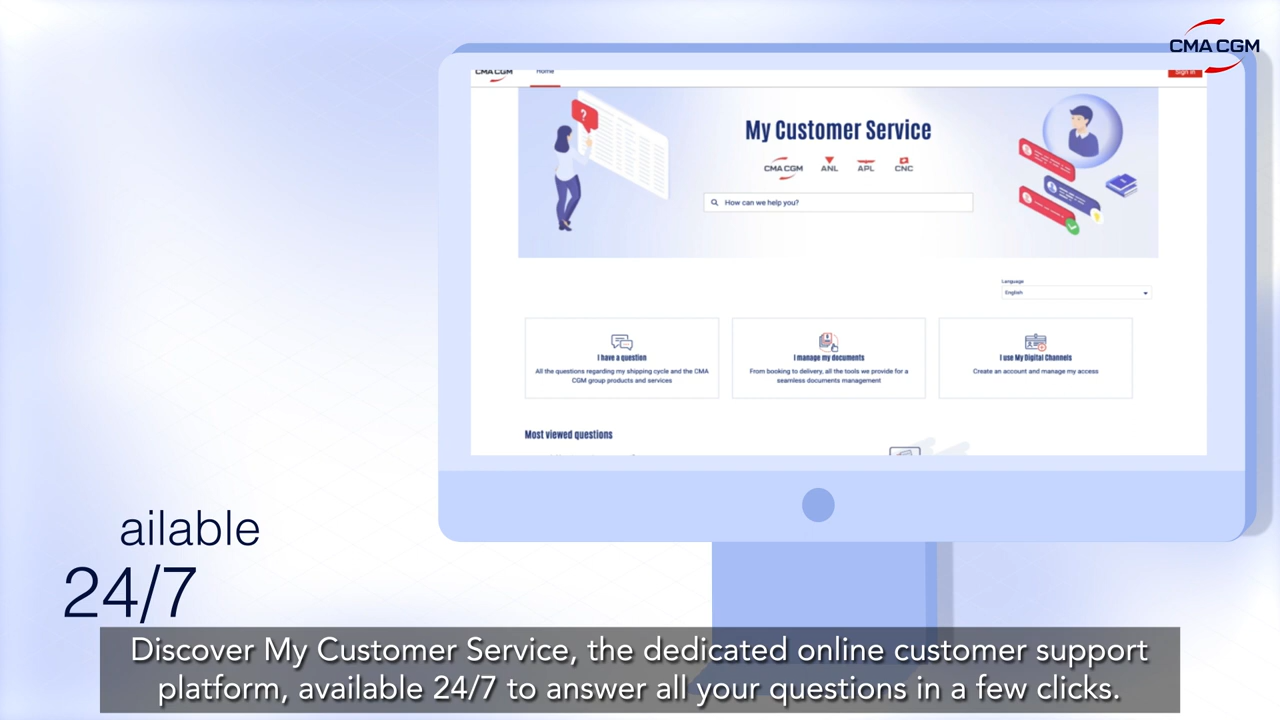 CMA CGM
CMA CGM
Home
Sign in
?
My Customer Service
CMA CGM
ANL
APL
CNC
How can we help you?
Language
English
I have a question
All the questions regarding my shipping cycle and the CMA
CGM group products and services
I manage my documents
From booking to delivery, all the tools we provide for a
seamless documents management
I use My Digital Channels
Create an account and manage my access
Most viewed questions
ailable
24/7
Discover My Customer Service, the dedicated online customer support
platform, available 24/7 to answer all your questions in a few clicks.